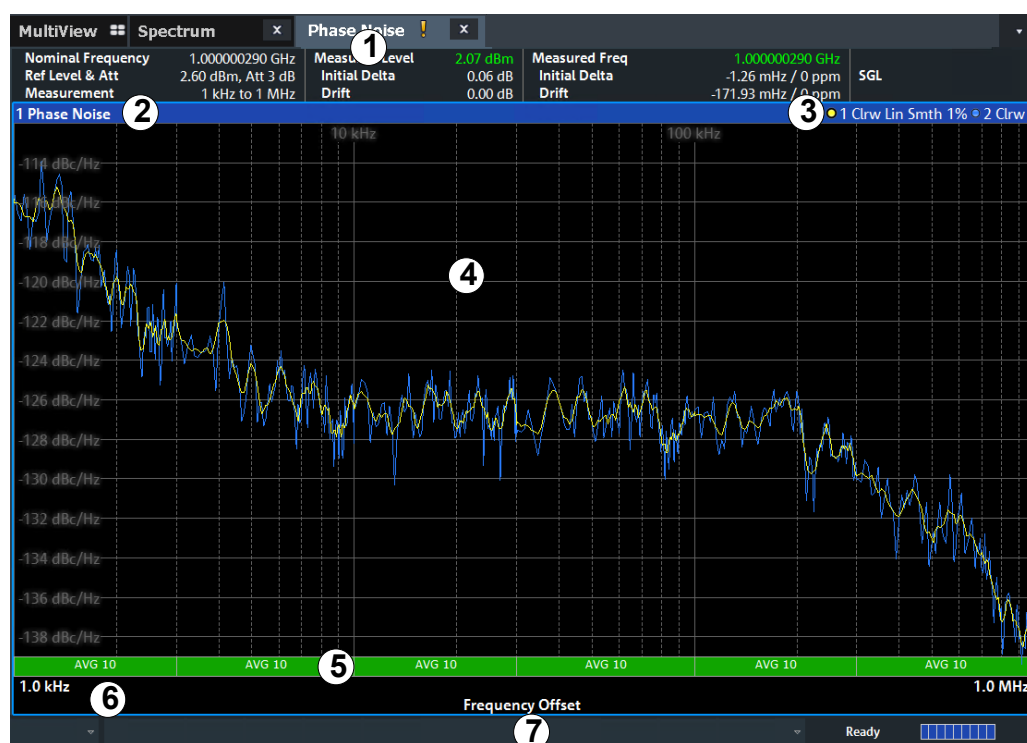 MultiView Spectrum x Phase Noise ! x
1
Nominal Frequency 1.000000290 GHz Measured Level 2.07 dBm Measured Freq 1.000000290 GHz
Ref Level & Att 2.60 dBm, Att 3 dB Initial Delta 0.06 dB Initial Delta -1.26 mHz / 0 ppm SGL
Measurement 1 kHz to 1 MHz Drift 0.00 dB Drift -171.93 mHz / 0 ppm
1 Phase Noise 2 3 1 Clrw Lin Smth 1% 2 Clrw
10 kHz 100 kHz
-114 dBc/Hz
-116 dBc/Hz
-118 dBc/Hz
-120 dBc/Hz
4
-122 dBc/Hz
-124 dBc/Hz
-126 dBc/Hz
-128 dBc/Hz
-130 dBc/Hz
-132 dBc/Hz
-134 dBc/Hz
-136 dBc/Hz
-138 dBc/Hz
AVG 10 AVG 10 5 AVG 10 AVG 10 AVG 10 AVG 10
1.0 kHz 1.0 MHz
6
Frequency Offset
7
Ready